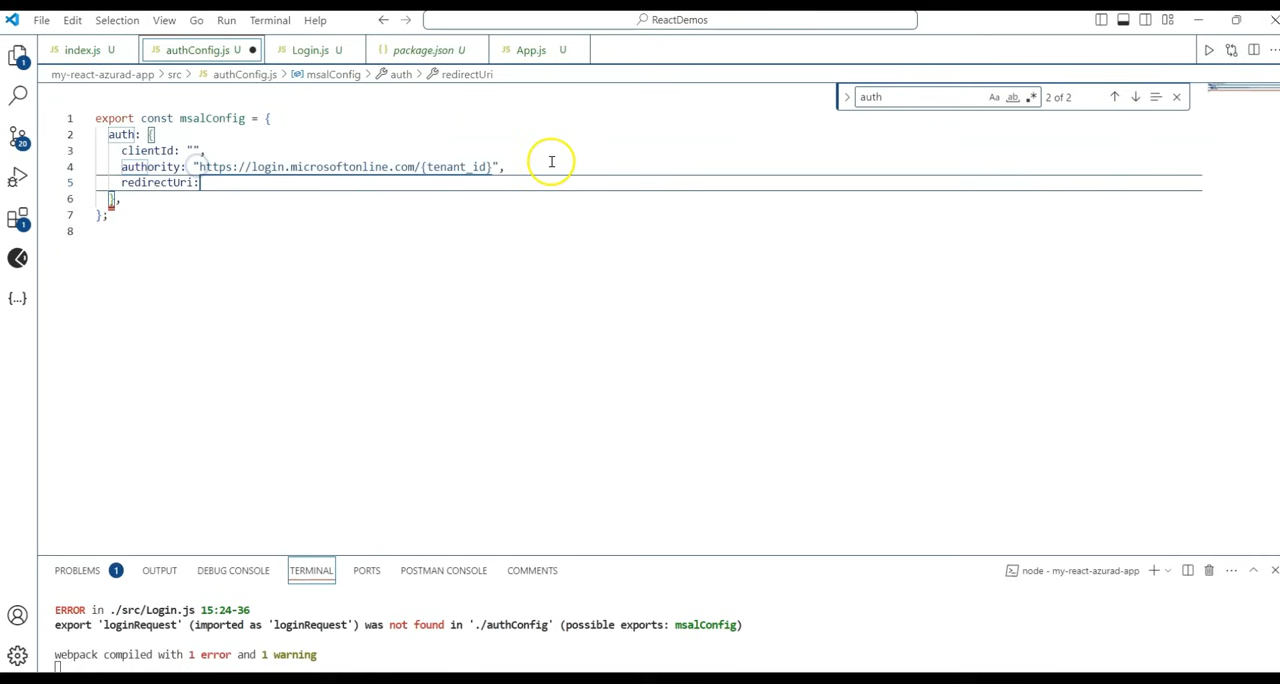 File Edit Selection View Go Run Terminal Help ReactDemos
index.js U authConfig.js U Login.js U package.json U App.js U
my-react-azurad-app > src > authConfig.js > msalConfig > auth > redirectUri
auth Aa ab 2 of 2
1 export const msalConfig = {
2 auth: {
3 clientId: "",
4 authority: "https://login.microsoftonline.com/{tenant_id}",
5 redirectUri:
6 },
7 };
8
1
20
1
{...}
PROBLEMS 1 OUTPUT DEBUG CONSOLE TERMINAL PORTS POSTMAN CONSOLE COMMENTS node - my-react-azurad-app
ERROR in ./src/Login.js 15:24-36
export 'loginRequest' (imported as 'loginRequest') was not found in './authConfig' (possible exports: msalConfig)
webpack compiled with 1 error and 1 warning